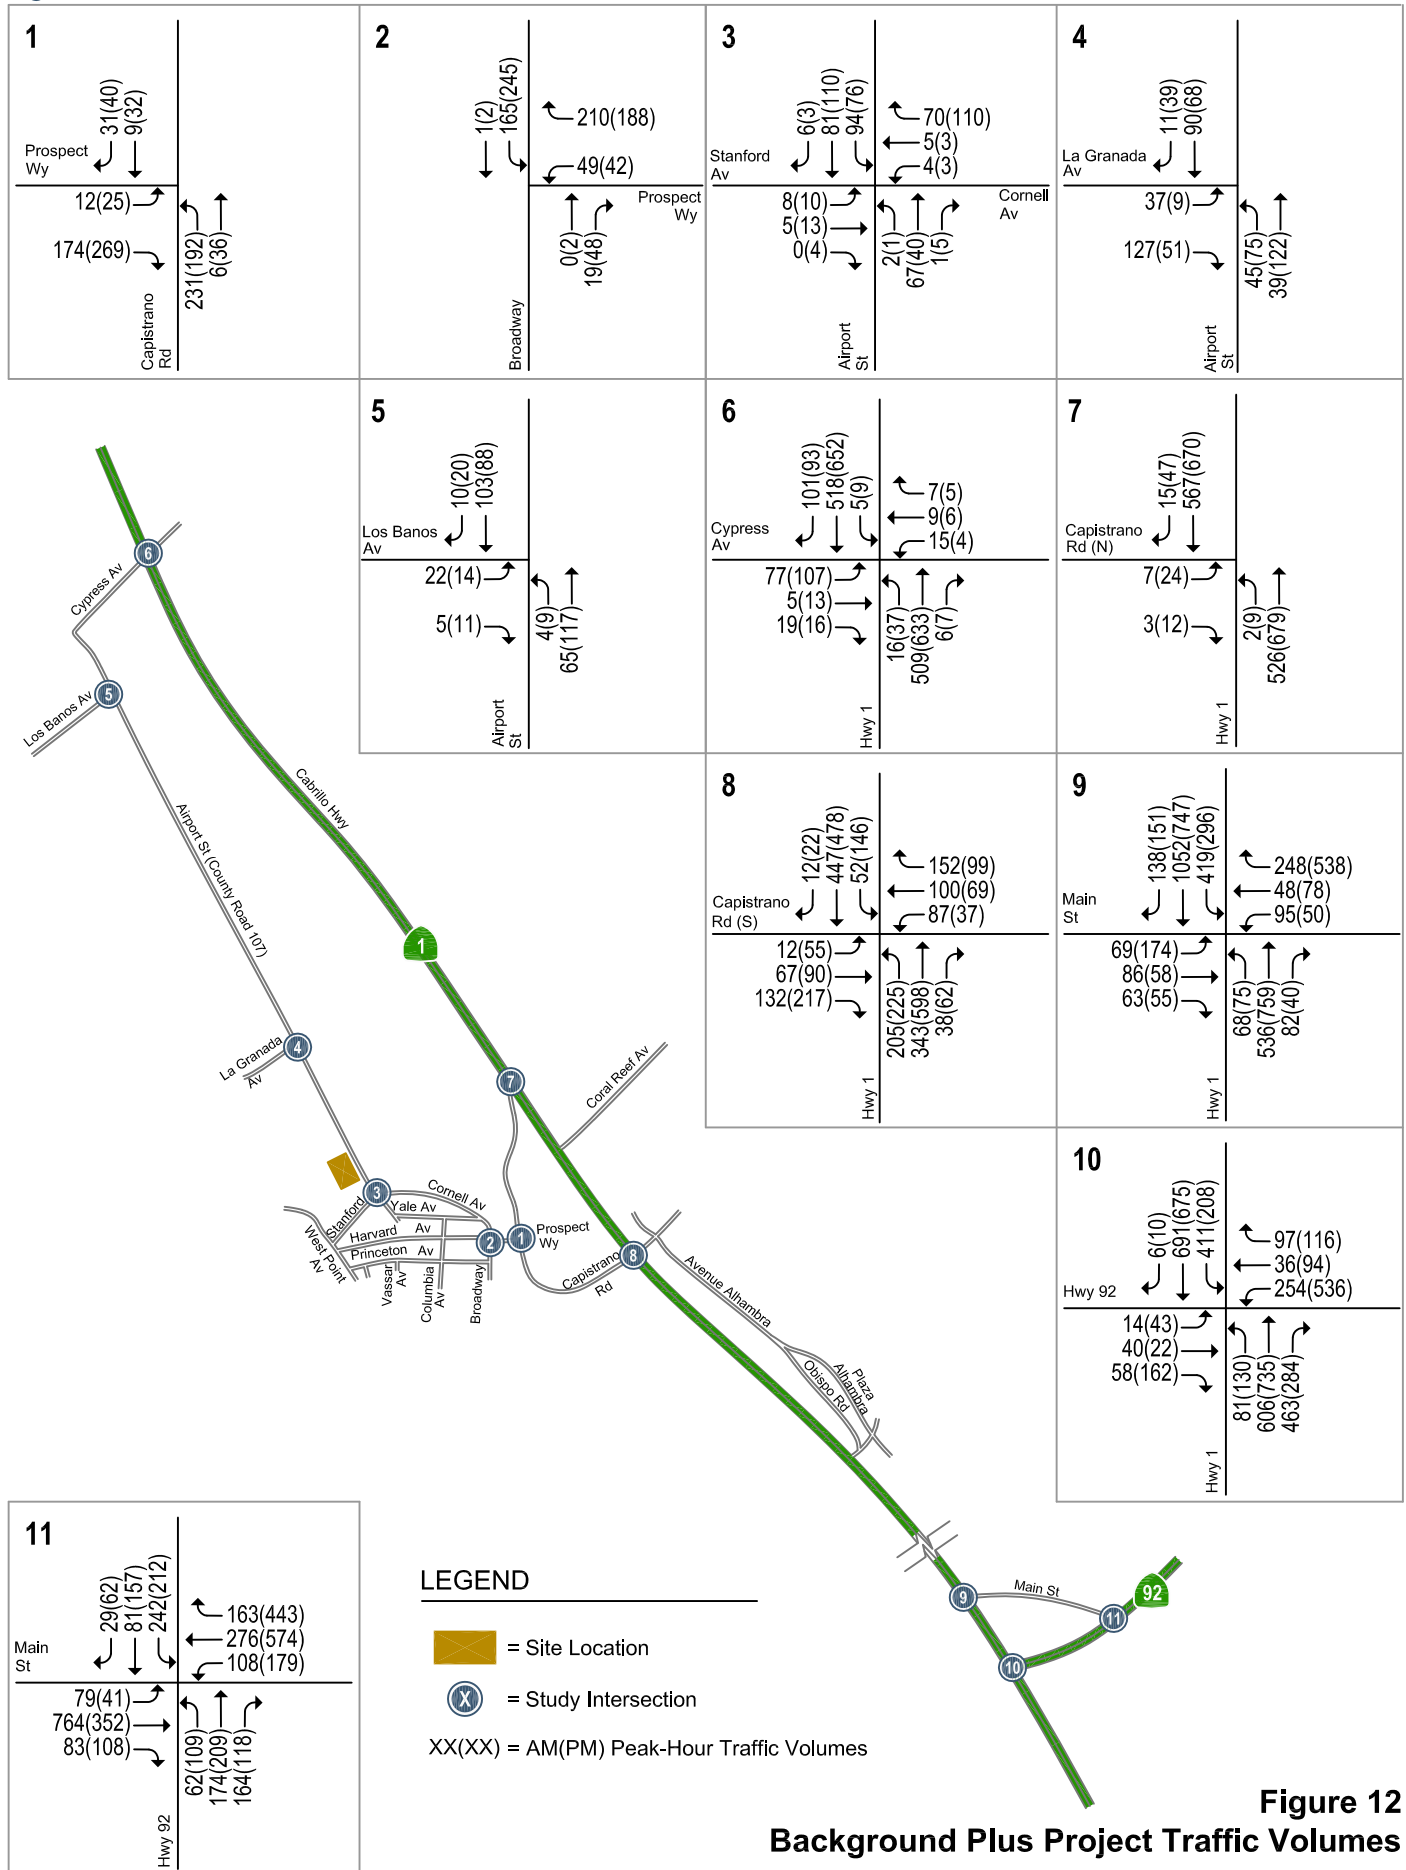 1
31(40)
9(32)
Prospect
Wy
12(25)
174(269)
231(192)
6(36)
Capistrano
Rd
2
1(2)
165(245)
210(188)
49(42)
Prospect
Wy
0(2)
19(48)
Broadway
3
6(3)
81(110)
94(76)
70(110)
5(3)
4(3)
Stanford
Av
Cornell
Av
8(10)
5(13)
0(4)
2(1)
67(40)
1(5)
Airport
St
4
11(39)
90(68)
La Granada
Av
37(9)
127(51)
45(75)
39(122)
Airport
St
5
10(20)
103(88)
Los Banos
Av
22(14)
5(11)
4(9)
65(117)
Airport
St
6
101(93)
518(652)
5(9)
7(5)
9(6)
15(4)
Cypress
Av
77(107)
5(13)
19(16)
16(37)
509(633)
6(7)
Hwy 1
7
15(47)
567(670)
Capistrano
Rd (N)
7(24)
3(12)
2(9)
526(679)
Hwy 1
8
12(22)
447(478)
52(146)
152(99)
100(69)
87(37)
Capistrano
Rd (S)
12(55)
67(90)
132(217)
205(225)
343(598)
38(62)
Hwy 1
9
138(151)
1052(747)
419(296)
248(538)
48(78)
95(50)
Main
St
69(174)
86(58)
63(55)
68(75)
536(759)
82(40)
Hwy 1
10
6(10)
691(675)
411(208)
97(116)
36(94)
254(536)
Hwy 92
14(43)
40(22)
58(162)
81(130)
606(735)
463(284)
Hwy 1
11
29(62)
81(157)
242(212)
163(443)
276(574)
108(179)
Main
St
79(41)
764(352)
83(108)
62(109)
174(209)
164(118)
Hwy 92
6
Cypress Av
5
Los Banos Av
Cabrillo Hwy
Airport St (County Road 107)
1
4
La Granada
Av
7
Coral Reef Av
3
Cornell Av
Stanford
Yale Av
Harvard Av
Princeton Av
West Point
Av
Vassar
Av
Columbia
Av
Broadway
2
1
Prospect
Wy
Capistrano
Rd
8
Avenue Alhambra
Plaza
Alhambra
Obispo Rd
9
Main St
11
92
10
LEGEND
= Site Location
X = Study Intersection
XX(XX) = AM(PM) Peak-Hour Traffic Volumes
Figure 12
Background Plus Project Traffic Volumes